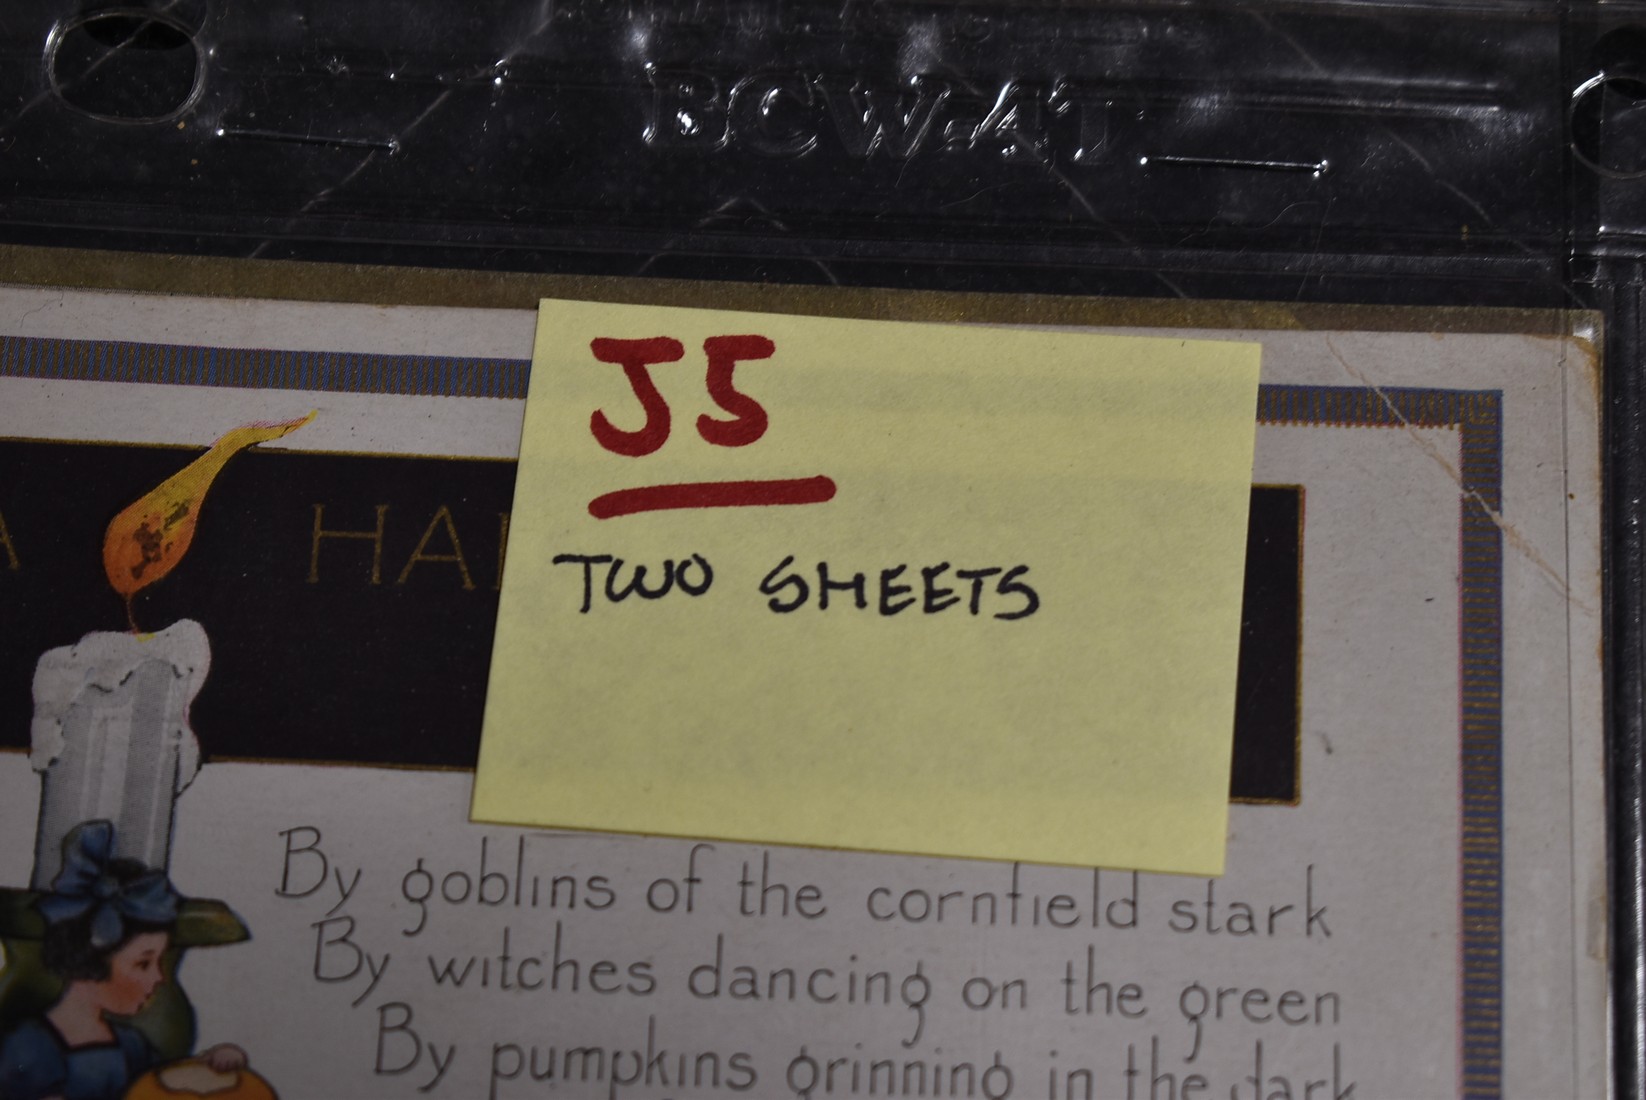 BCW-4T
A HA
J5
TWO SHEETS
By goblins of the cornfield stark
By witches dancing on the green
By pumpkins grinning in the dark